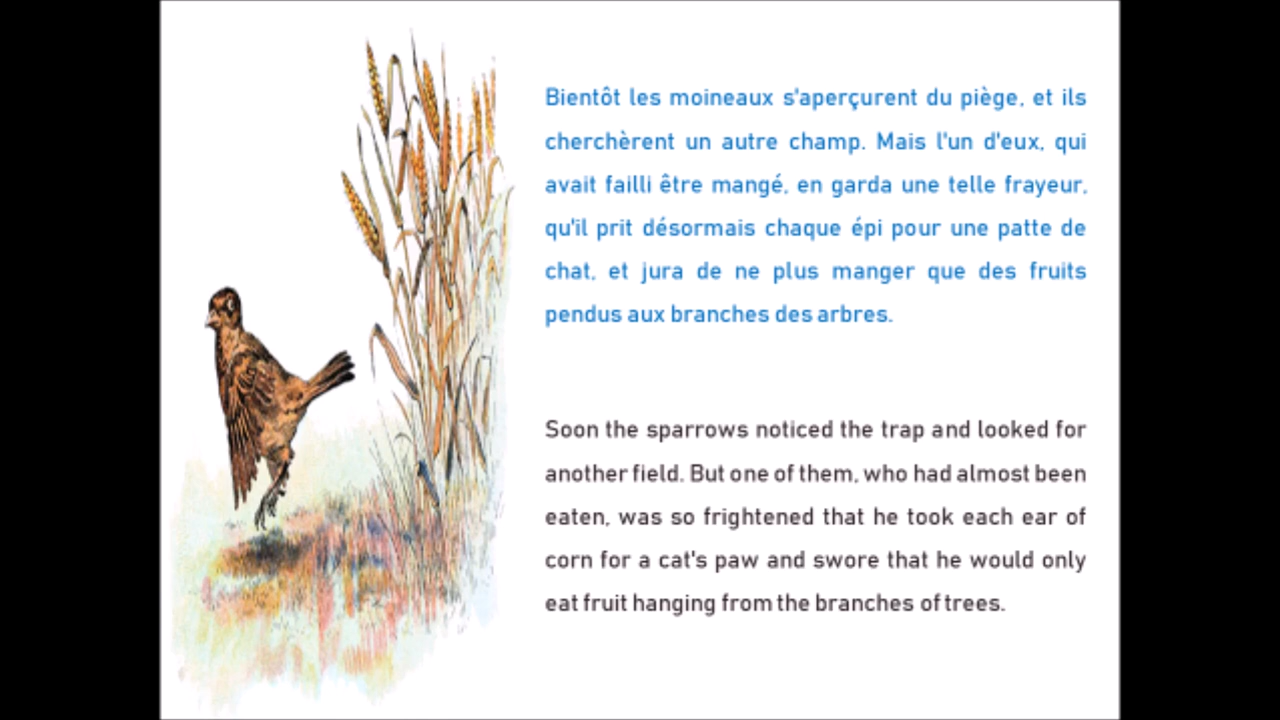 Bientôt les moineaux s'aperçurent du piège, et ils
cherchèrent un autre champ. Mais l'un d'eux, qui
avait failli être mangé, en garda une telle frayeur,
qu'il prit désormais chaque épi pour une patte de
chat, et jura de ne plus manger que des fruits
pendus aux branches des arbres.
Soon the sparrows noticed the trap and looked for
another field. But one of them, who had almost been
eaten, was so frightened that he took each ear of
corn for a cat's paw and swore that he would only
eat fruit hanging from the branches of trees.